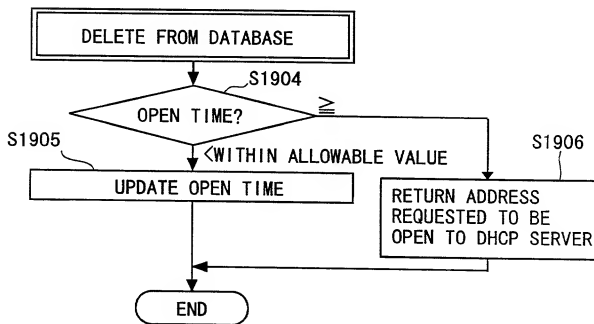 DELETE FROM DATABASE
S1904
OPEN TIME?
≧
S1905
<WITHIN ALLOWABLE VALUE
S1906
UPDATE OPEN TIME
RETURN ADDRESS
REQUESTED TO BE
OPEN TO DHCP SERVER
END